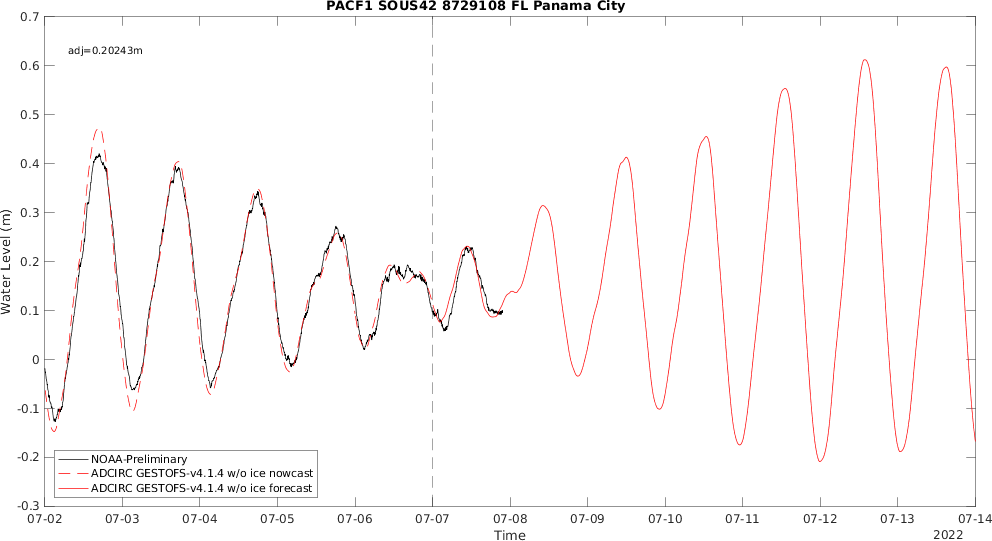 PACF1 SOUS42 8729108 FL Panama City
adj=0.20243m
Water Level (m)
0.7
0.6
0.5
0.4
0.3
0.2
0.1
0
-0.1
-0.2
-0.3
NOAA-Preliminary
ADCIRC GESTOFS-v4.1.4 w/o ice nowcast
ADCIRC GESTOFS-v4.1.4 w/o ice forecast
07-02 07-03 07-04 07-05 07-06 07-07 07-08 07-09 07-10 07-11 07-12 07-13 07-14
Time
2022